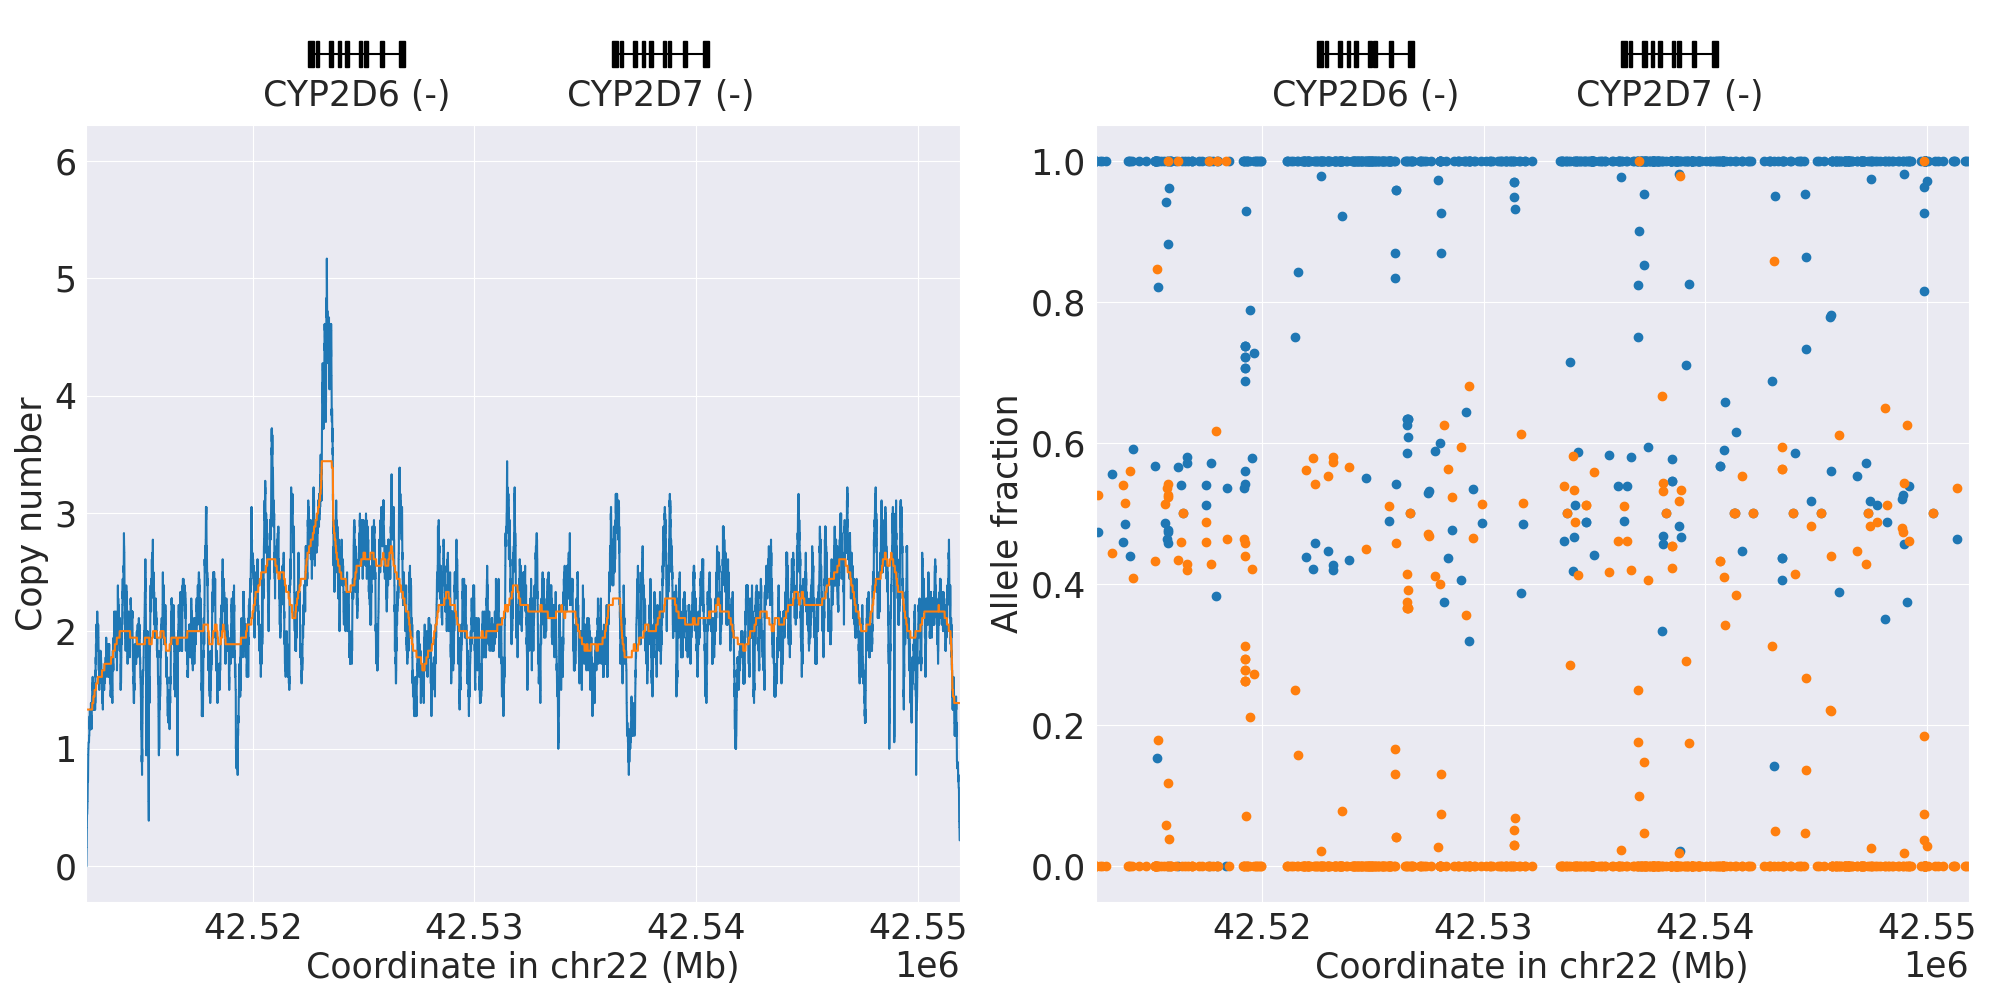 CYP2D6 (-) CYP2D7 (-)
6
5
4
3
2
1
0
Copy number
42.52 42.53 42.54 42.55
Coordinate in chr22 (Mb) 1e6
CYP2D6 (-) CYP2D7 (-)
1.0
0.8
0.6
0.4
0.2
0.0
Allele fraction
42.52 42.53 42.54 42.55
Coordinate in chr22 (Mb) 1e6